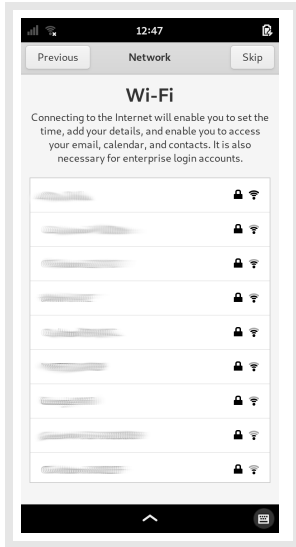 12:47
Previous
Network
Skip
Wi-Fi
Connecting to the Internet will enable you to set the
time, add your details, and enable you to access
your email, calendar, and contacts. It is also
necessary for enterprise login accounts.